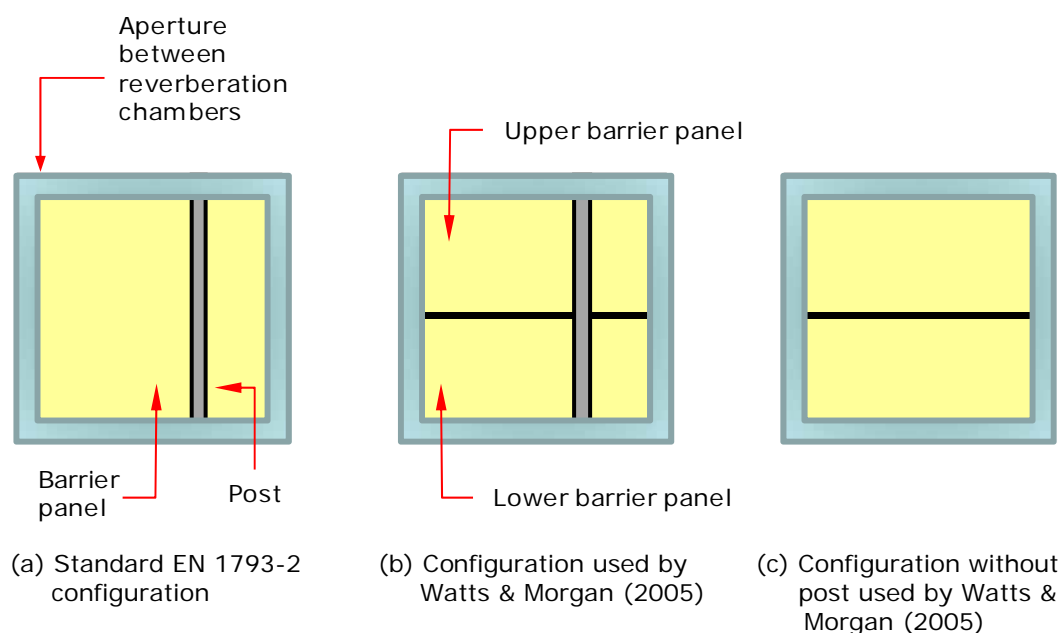 Aperture
between
reverberation
chambers
Upper barrier panel
Barrier
panel
Post
Lower barrier panel
(a) Standard EN 1793-2
configuration
(b) Configuration used by
Watts & Morgan (2005)
(c) Configuration without
post used by Watts &
Morgan (2005)